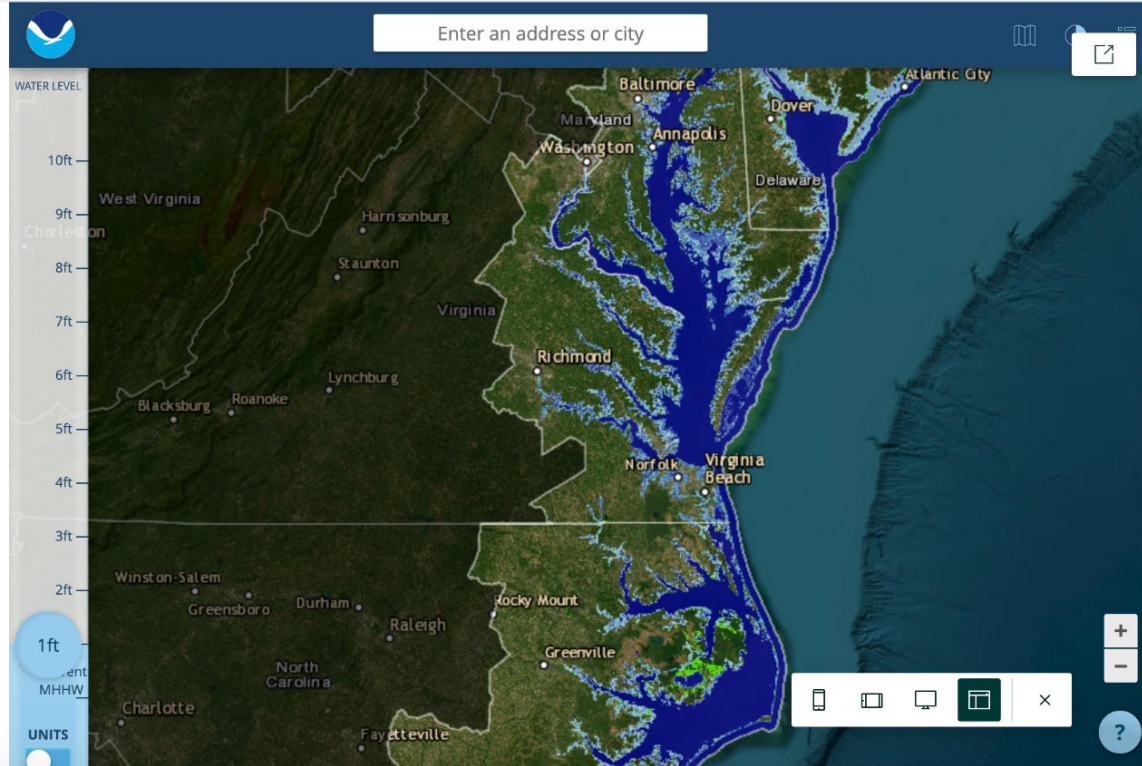 Enter an address or city
WATER LEVEL
10ft
9ft
8ft
7ft
6ft
5ft
4ft
3ft
2ft
1ft
ent
MHHW
UNITS
Baltimore
Atlantic City
Dover
Maryland
Annapolis
Washington
Delaware
West Virginia
Charleston
Harrisonburg
Staunton
Virginia
Richmond
Lynchburg
Roanoke
Blacksburg
Norfolk
Virginia
Beach
Winston-Salem
Greensboro
Durham
Rocky Mount
Raleigh
Greenville
North
Carolina
Charlotte
Fayetteville
+
−
×
?